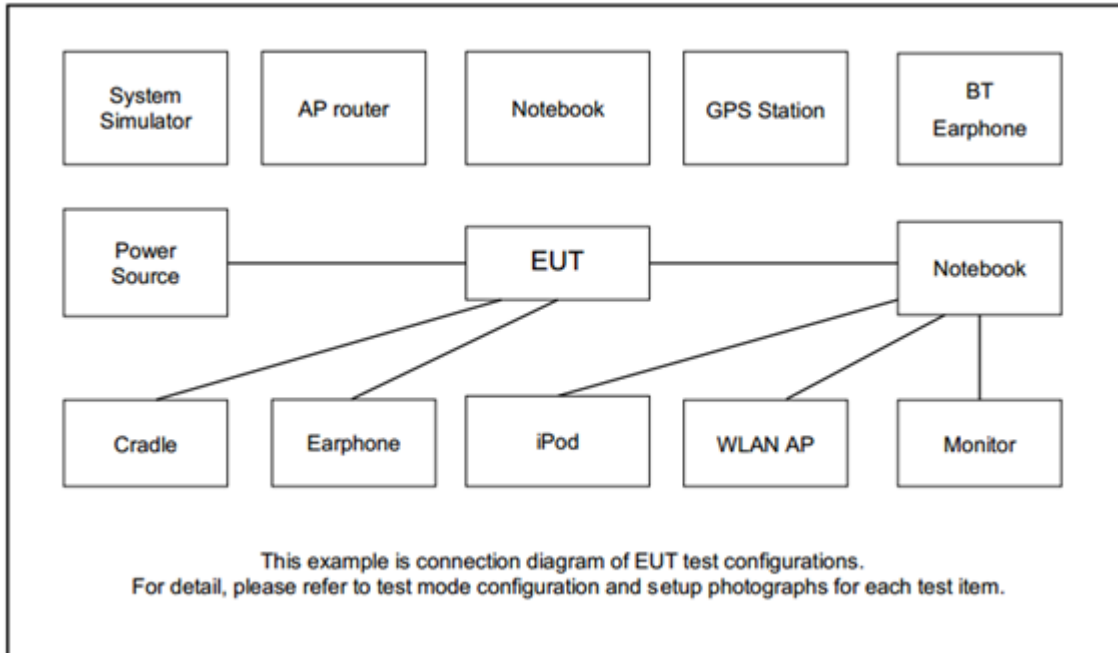 System
Simulator
AP router
Notebook
GPS Station
BT
Earphone
Power
Source
EUT
Notebook
Cradle
Earphone
iPod
WLAN AP
Monitor
This example is connection diagram of EUT test configurations.
For detail, please refer to test mode configuration and setup photographs for each test item.